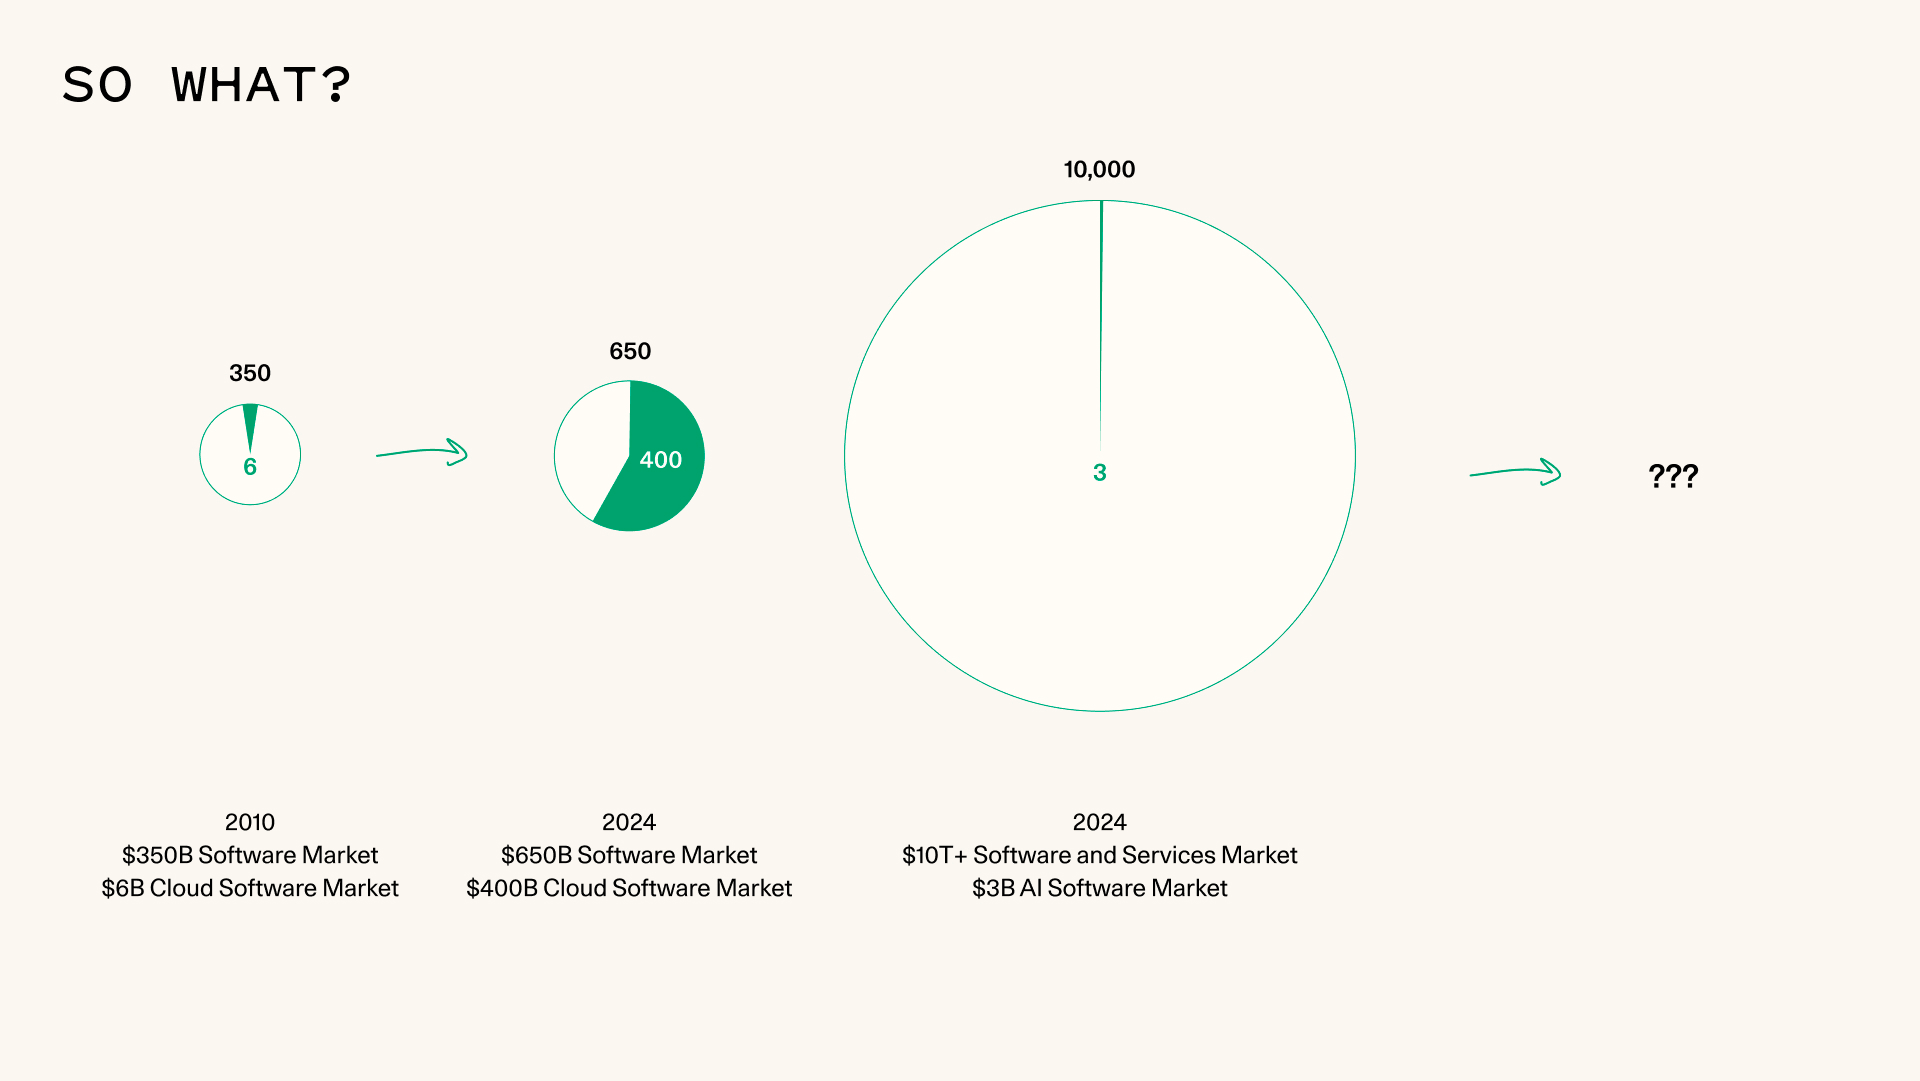 SO WHAT?
350
6
650
400
10,000
3
???
2010
$350B Software Market
$6B Cloud Software Market
2024
$650B Software Market
$400B Cloud Software Market
2024
$10T+ Software and Services Market
$3B AI Software Market